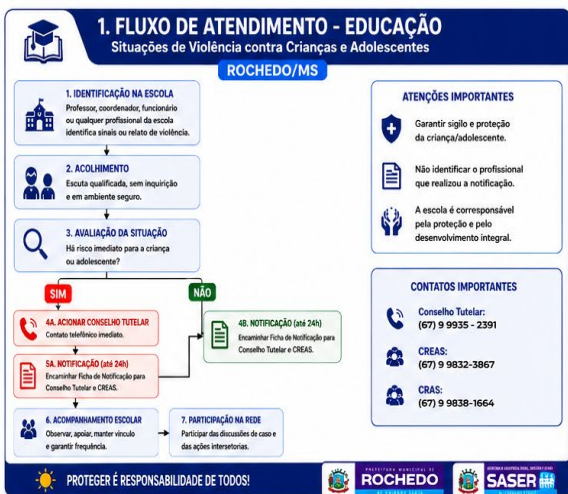 1. FLUXO DE ATENDIMENTO - EDUCAÇÃO
Situações de Violência contra Crianças e Adolescentes
ROCHEDO/MS
1. IDENTIFICAÇÃO NA ESCOLA
Professor, coordenador, funcionário
ou qualquer profissional da escola
identifica sinais ou relato de violência.
2. ACOLHIMENTO
Escuta qualificada, sem inquirição
e em ambiente seguro.
3. AVALIAÇÃO DA SITUAÇÃO
Há risco imediato para a criança
ou adolescente?
SIM
NÃO
4A. ACIONAR CONSELHO TUTELAR
Contato telefônico imediato.
4B. NOTIFICAÇÃO (até 24h)
Encaminhar Ficha de Notificação para
Conselho Tutelar e CREAS.
5A. NOTIFICAÇÃO (até 24h)
Encaminhar Ficha de Notificação para
Conselho Tutelar e CREAS.
6. ACOMPANHAMENTO ESCOLAR
Observar, apoiar, manter vínculo
e garantir frequência.
7. PARTICIPAÇÃO NA REDE
Participar das discussões de caso e
das ações intersetoriais.
ATENÇÕES IMPORTANTES
Garantir sigilo e proteção
da criança/adolescente.
Não identificar o profissional
que realizou a notificação.
A escola é corresponsável
pela proteção e pelo
desenvolvimento integral.
CONTATOS IMPORTANTES
Conselho Tutelar:
(67) 9 9935 - 2391
CREAS:
(67) 9 9832-3867
CRAS:
(67) 9 9838-1664
PROTEGER É RESPONSABILIDADE DE TODOS!
PREFEITURA MUNICIPAL DE
ROCHEDO
SASER